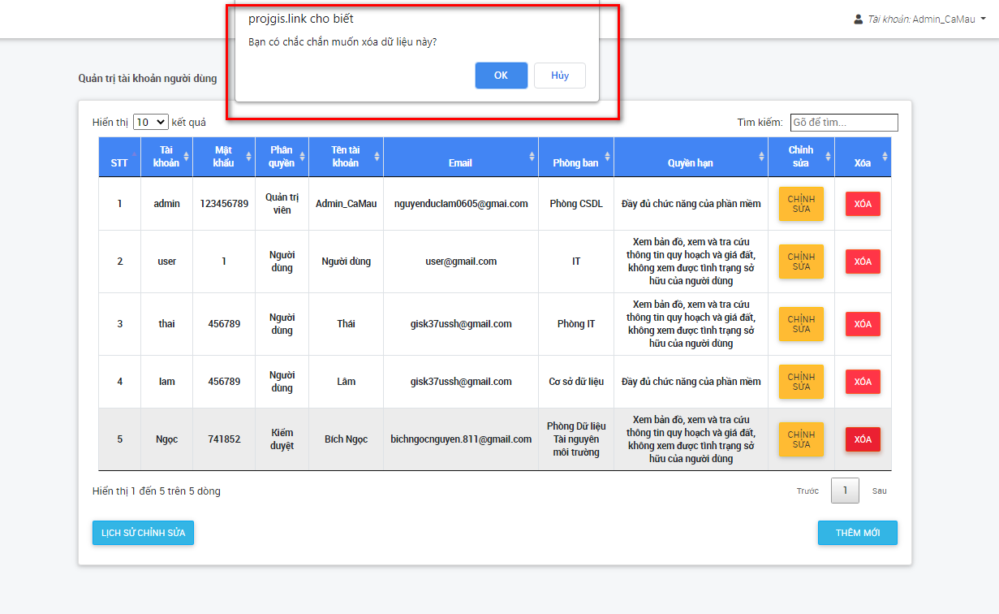 projgis.link cho biết
Tài khoản: Admin_CaMau
Bạn có chắc chắn muốn xóa dữ liệu này?
OK
Hủy
Quản trị tài khoản người dùng
Hiển thị 10 kết quả
Tìm kiếm: Gõ để tìm...
STT
Tài
khoản
Mật
khẩu
Phân
quyền
Tên tài
khoản
Email
Phòng ban
Quyền hạn
Chỉnh
sửa
Xóa
1
admin
123456789
Quản trị
viên
Admin_CaMau
nguyenduclam0605@gmai.com
Phòng CSDL
Đầy đủ chức năng của phần mềm
CHỈNH
SỬA
XÓA
2
user
1
Người
dùng
Người dùng
user@gmail.com
IT
Xem bản đồ, xem và tra cứu
thông tin quy hoạch và giá đất,
không xem được tình trạng sở
hữu của người dùng
CHỈNH
SỬA
XÓA
3
thai
456789
Người
dùng
Thái
gisk37ussh@gmail.com
Phòng IT
Xem bản đồ, xem và tra cứu
thông tin quy hoạch và giá đất,
không xem được tình trạng sở
hữu của người dùng
CHỈNH
SỬA
XÓA
4
lam
456789
Người
dùng
Lâm
gisk37ussh@gmail.com
Cơ sở dữ liệu
Đầy đủ chức năng của phần mềm
CHỈNH
SỬA
XÓA
5
Ngọc
741852
Kiểm
duyệt
Bích Ngọc
bichngocnguyen.811@gmail.com
Phòng Dữ liệu
Tài nguyên
môi trường
Xem bản đồ, xem và tra cứu
thông tin quy hoạch và giá đất,
không xem được tình trạng sở
hữu của người dùng
CHỈNH
SỬA
XÓA
Hiển thị 1 đến 5 trên 5 dòng
Trước
1
Sau
LỊCH SỬ CHỈNH SỬA
THÊM MỚI